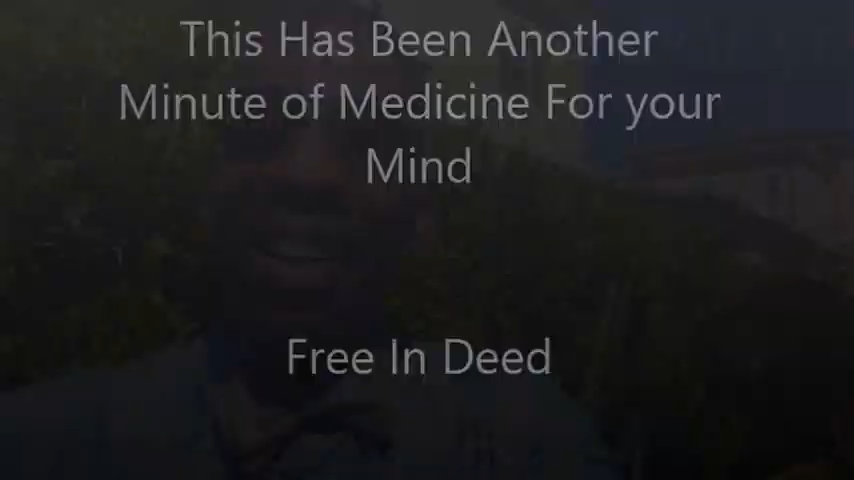 This Has Been Another
Minute of Medicine For your
Mind
Free In Deed